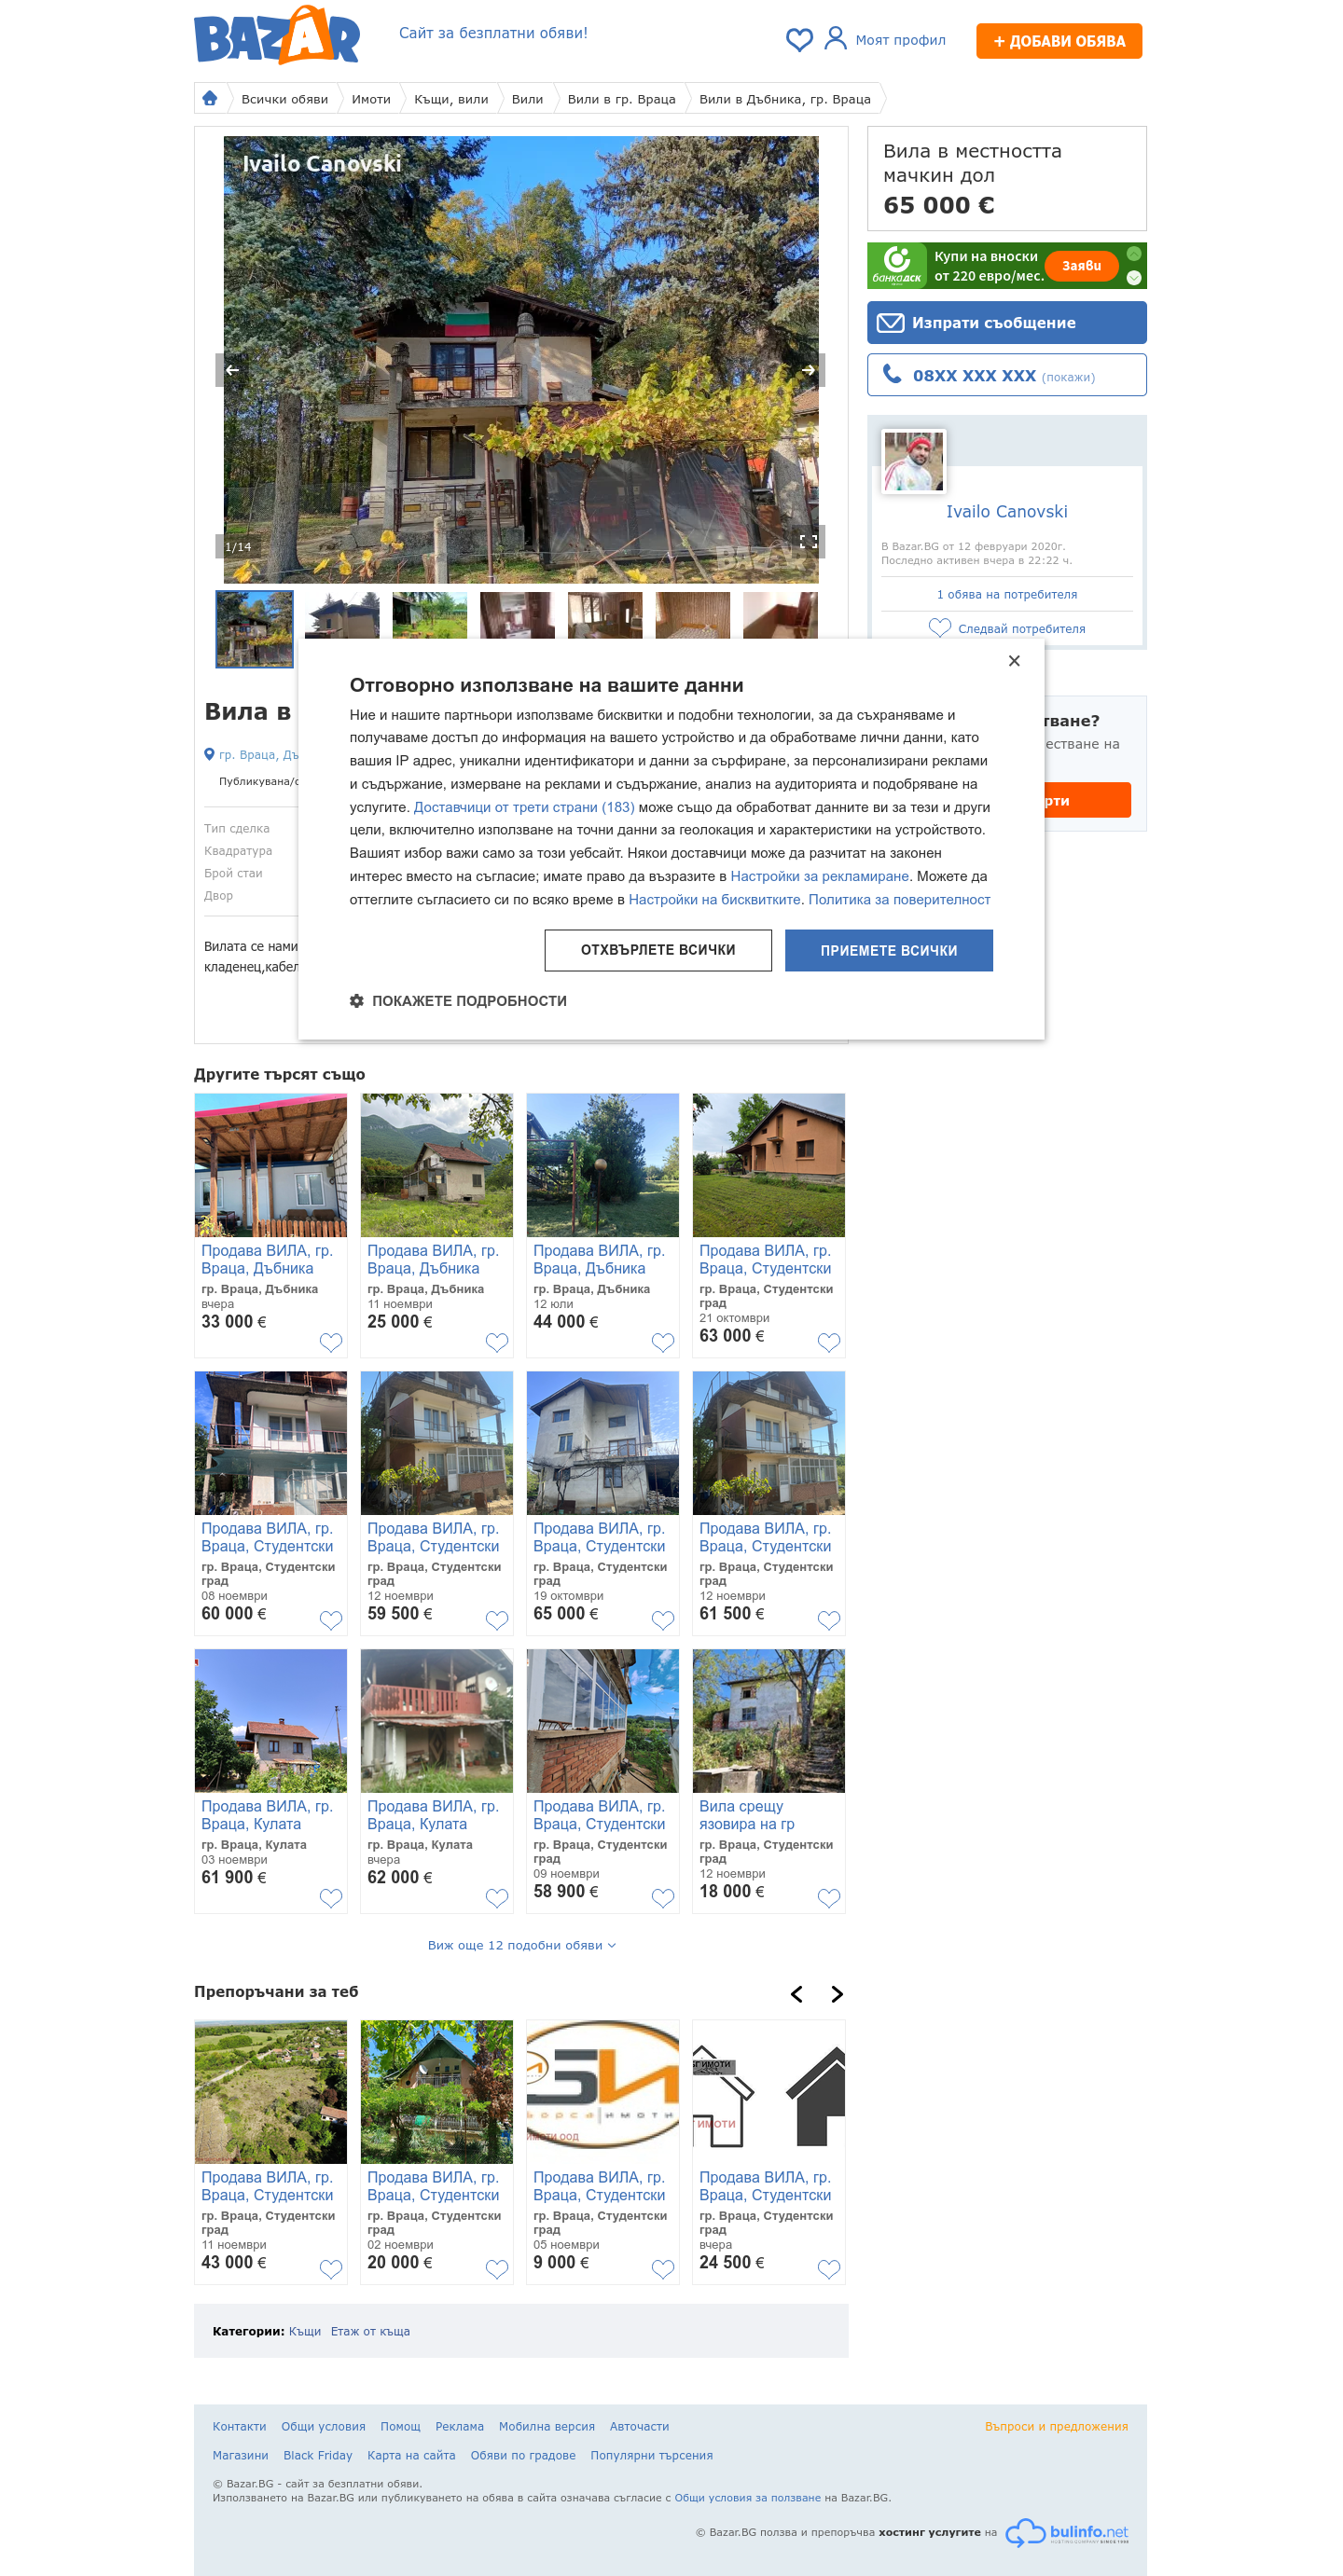 BAZAR
Сайт за безплатни обяви!
Моят профил
+ ДОБАВИ ОБЯВА
Всички обяви
Имоти
Къщи, вили
Вили
Вили в гр. Враца
Вили в Дъбника, гр. Враца
Ivailo Canovski
1/14
Вила в местността
мачкин дол
65 000 €
банкаДСК
Купи на вноски
от 220 евро/мес.
Заяви
Изпрати съобщение
08XX XXX XXX (покажи)
Ivailo Canovski
В Bazar.BG от 12 февруари 2020г.
Последно активен вчера в 22:22 ч.
1 обява на потребителя
Следвай потребителя
Вила в
гр. Враца, Дъ
Публикувана/
Тип сделка
Квадратура
Брой стаи
Двор
Вилата се нами
кладенец,кабел
Отговорно използване на вашите данни
Ние и нашите партньори използваме бисквитки и подобни технологии, за да съхраняваме и
получаваме достъп до информация на вашето устройство и да обработваме лични данни, като
вашия IP адрес, уникални идентификатори и данни за сърфиране, за персонализирани реклами
и съдържание, измерване на реклами и съдържание, анализ на аудиторията и подобряване на
услугите. Доставчици от трети страни (183) може също да обработват данните ви за тези и други
цели, включително използване на точни данни за геолокация и характеристики на устройството.
Вашият избор важи само за този уебсайт. Някои доставчици може да разчитат на законен
интерес вместо на съгласие; имате право да възразите в Настройки за рекламиране. Можете да
оттеглите съгласието си по всяко време в Настройки на бисквитките. Политика за поверителност
ОТХВЪРЛЕТЕ ВСИЧКИ
ПРИЕМЕТЕ ВСИЧКИ
ПОКАЖЕТЕ ПОДРОБНОСТИ
тване?
естване на
рти
Другите търсят също
Продава ВИЛА, гр.
Враца, Дъбника
гр. Враца, Дъбника
вчера
33 000 €
Продава ВИЛА, гр.
Враца, Дъбника
гр. Враца, Дъбника
11 ноември
25 000 €
Продава ВИЛА, гр.
Враца, Дъбника
гр. Враца, Дъбника
12 юли
44 000 €
Продава ВИЛА, гр.
Враца, Студентски
гр. Враца, Студентски
град
21 октомври
63 000 €
Продава ВИЛА, гр.
Враца, Студентски
гр. Враца, Студентски
град
08 ноември
60 000 €
Продава ВИЛА, гр.
Враца, Студентски
гр. Враца, Студентски
град
12 ноември
59 500 €
Продава ВИЛА, гр.
Враца, Студентски
гр. Враца, Студентски
град
19 октомври
65 000 €
Продава ВИЛА, гр.
Враца, Студентски
гр. Враца, Студентски
град
12 ноември
61 500 €
Продава ВИЛА, гр.
Враца, Кулата
гр. Враца, Кулата
03 ноември
61 900 €
Продава ВИЛА, гр.
Враца, Кулата
гр. Враца, Кулата
вчера
62 000 €
Продава ВИЛА, гр.
Враца, Студентски
гр. Враца, Студентски
град
09 ноември
58 900 €
Вила срещу
язовира на гр
гр. Враца, Студентски
град
12 ноември
18 000 €
Виж още 12 подобни обяви
Препоръчани за теб
Продава ВИЛА, гр.
Враца, Студентски
гр. Враца, Студентски
град
11 ноември
43 000 €
Продава ВИЛА, гр.
Враца, Студентски
гр. Враца, Студентски
град
02 ноември
20 000 €
БИ
имоти
ИМОТИ ООД
Продава ВИЛА, гр.
Враца, Студентски
гр. Враца, Студентски
град
05 ноември
9 000 €
ИМОТИ
ИМОТИ
Продава ВИЛА, гр.
Враца, Студентски
гр. Враца, Студентски
град
вчера
24 500 €
Категории: Къщи Етаж от къща
Контакти Общи условия Помощ Реклама Мобилна версия Авточасти
Въпроси и предложения
Магазини Black Friday Карта на сайта Обяви по градове Популярни търсения
© Bazar.BG - сайт за безплатни обяви.
Използването на Bazar.BG или публикуването на обява в сайта означава съгласие с Общи условия за ползване на Bazar.BG.
© Bazar.BG ползва и препоръчва хостинг услугите на
bulinfo.net
HOSTING COMPANY SINCE 1998